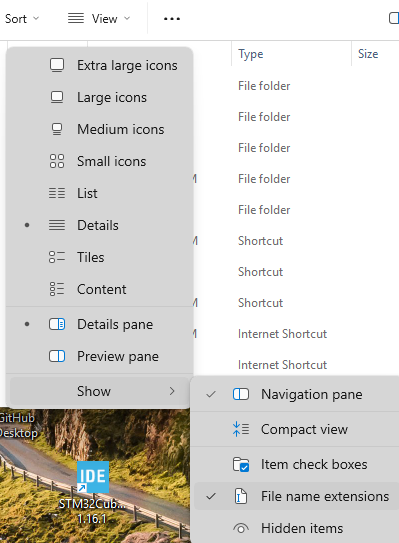 Sort
View
Type
Size
Extra large icons
File folder
Large icons
File folder
Medium icons
File folder
Small icons
M
File folder
List
File folder
Details
M
Shortcut
Tiles
Shortcut
Content
M
Shortcut
Details pane
M
Internet Shortcut
Preview pane
Internet Shortcut
Show
Navigation pane
GitHub
Desktop
Compact view
Item check boxes
IDE
File name extensions
STM32Cub...
1.16.1
Hidden items